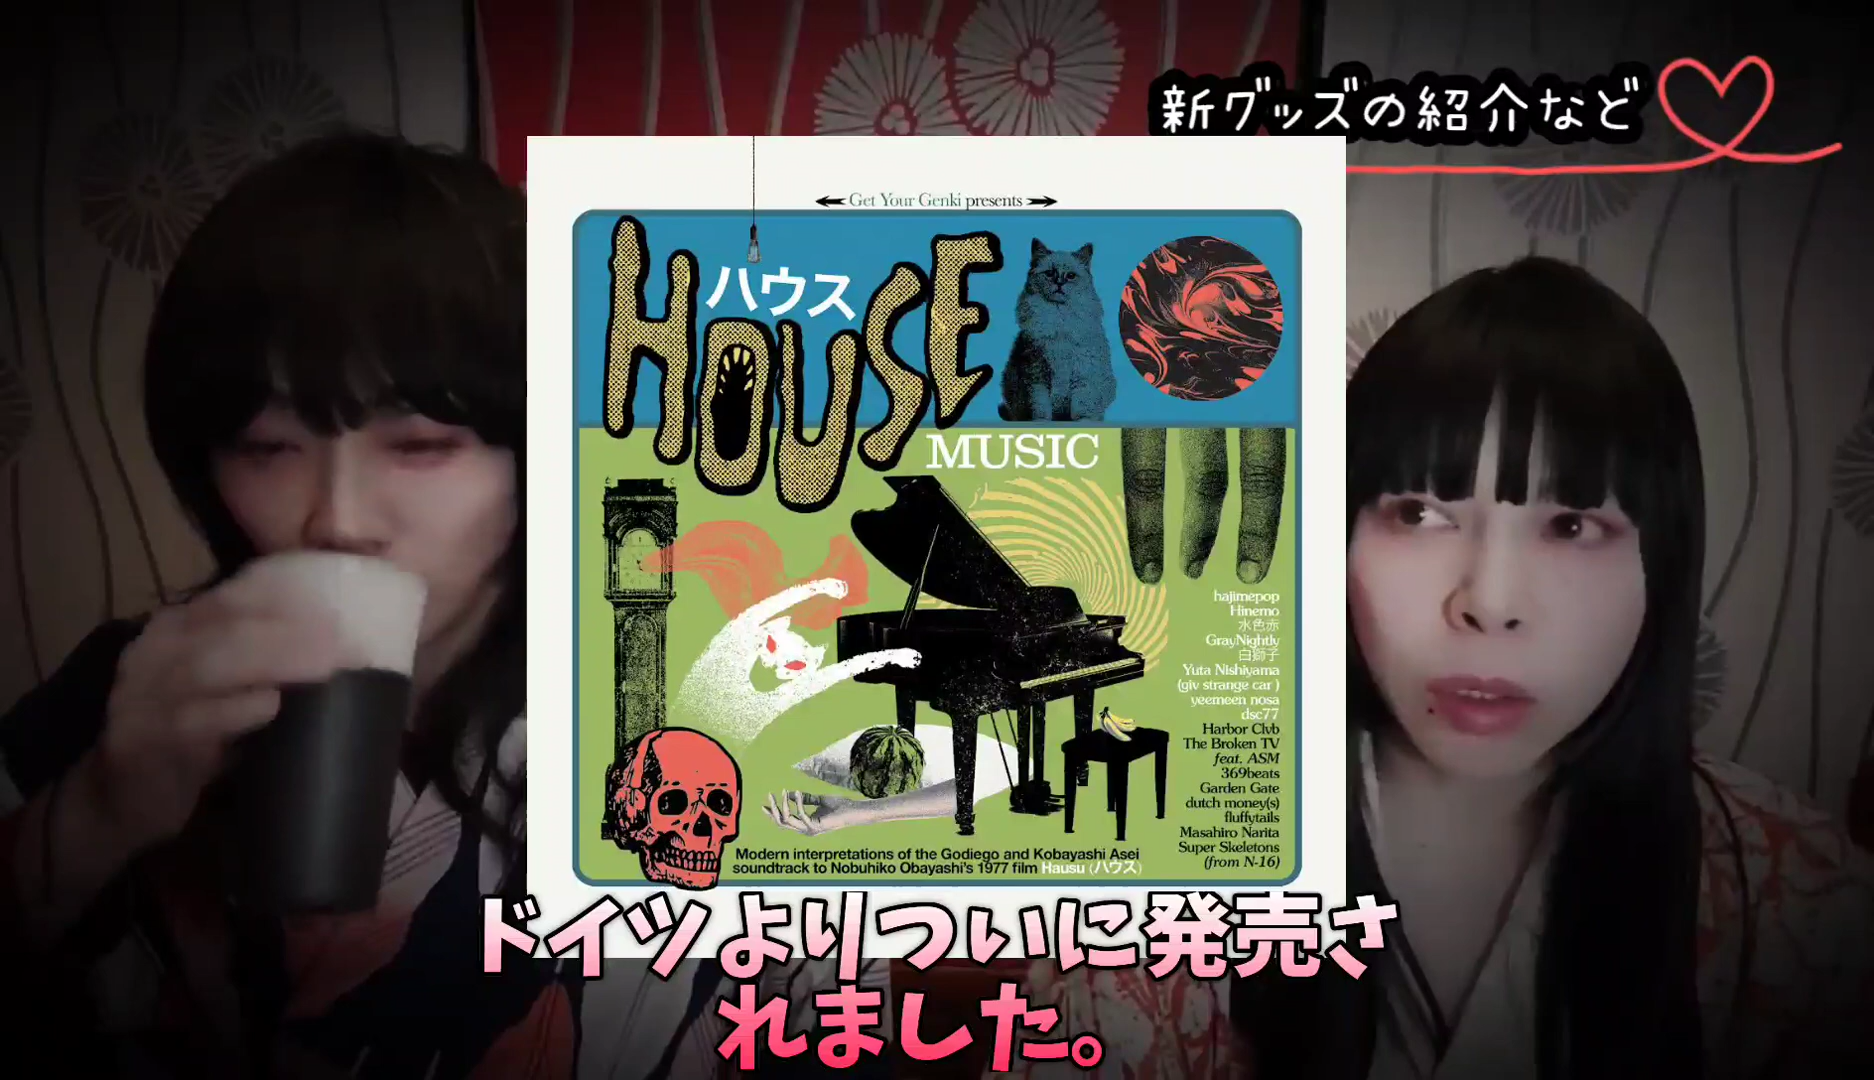 新グッズの紹介など
Get Your Genki presents
HOUSE
ハウス
MUSIC
hajimepop
Hinemo
水色赤
GrayNightly
白獅子
Yuta Nishiyama
(giv strange car )
yeemeen nosa
dsc77
Harbor Clvb
The Broken TV
feat. ASM
369beats
Garden Gate
dutch money(s)
fluffytails
Masahiro Narita
Super Skeletons
(from N-16)
Modern interpretations of the Godiego and Kobayashi Asei
soundtrack to Nobuhiko Obayashi's 1977 film Hausu (ハウス)
ドイツよりついに発売さ
れました。